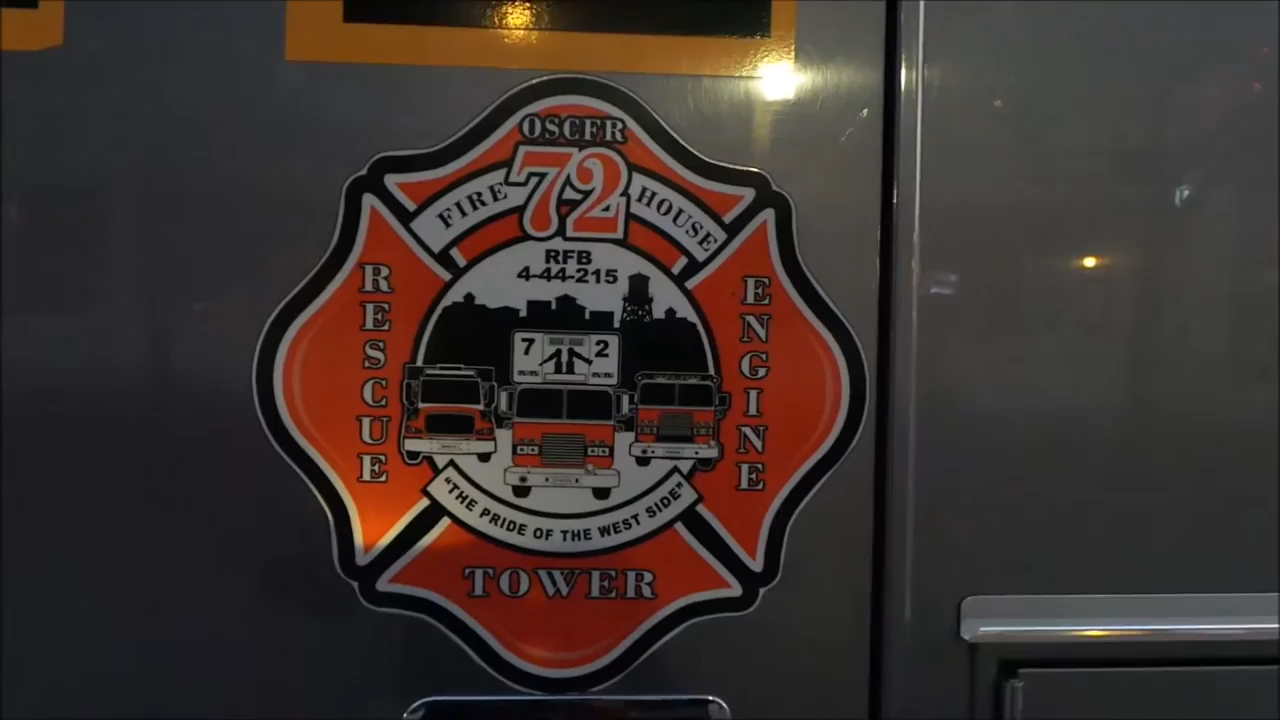 OSCFR
FIRE 72 HOUSE
RFB
4-44-215
RESCUE
ENGINE
7 2
"THE PRIDE OF THE WEST SIDE"
TOWER